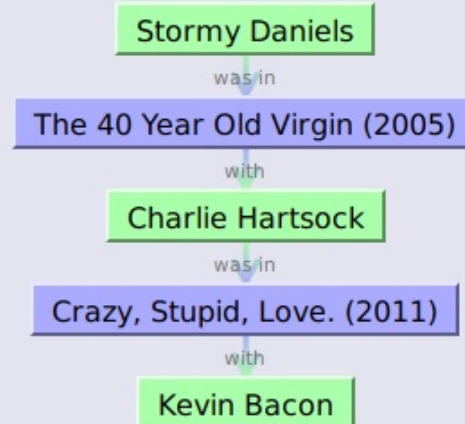 Stormy Daniels
was in
The 40 Year Old Virgin (2005)
with
Charlie Hartsock
was in
Crazy, Stupid, Love. (2011)
with
Kevin Bacon